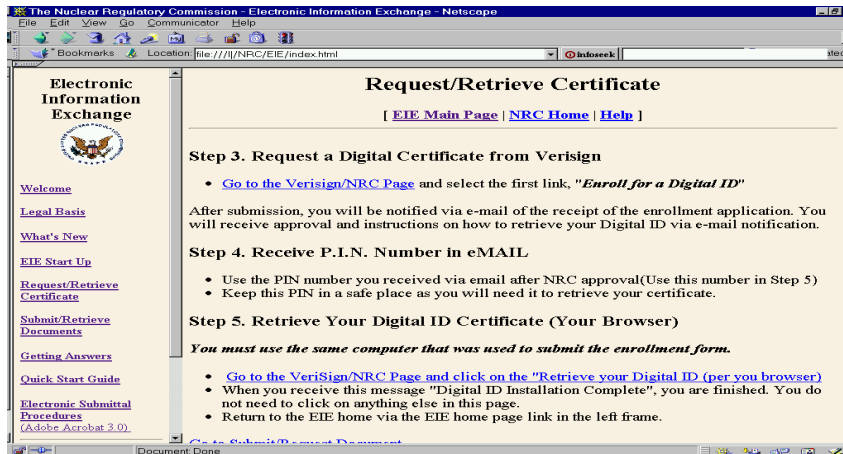 The Nuclear Regulatory Commission - Electronic Information Exchange - Netscape
File Edit View Go Communicator Help
Bookmarks Location: file:///I|/NRC/EIE/index.html infoseek
Electronic
Information
Exchange
Welcome
Legal Basis
What's New
EIE Start Up
Request/Retrieve
Certificate
Submit/Retrieve
Documents
Getting Answers
Quick Start Guide
Electronic Submittal
Procedures
(Adobe Acrobat 3.0)
Request/Retrieve Certificate
[ EIE Main Page | NRC Home | Help ]
Step 3. Request a Digital Certificate from Verisign
• Go to the Verisign/NRC Page and select the first link, "Enroll for a Digital ID"
After submission, you will be notified via e-mail of the receipt of the enrollment application. You
will receive approval and instructions on how to retrieve your Digital ID via e-mail notification.
Step 4. Receive P.I.N. Number in eMAIL
• Use the PIN number you received via email after NRC approval(Use this number in Step 5)
• Keep this PIN in a safe place as you will need it to retrieve your certificate.
Step 5. Retrieve Your Digital ID Certificate (Your Browser)
You must use the same computer that was used to submit the enrollment form.
• Go to the VeriSign/NRC Page and click on the "Retrieve your Digital ID (per you browser)
• When you receive this message "Digital ID Installation Complete", you are finished. You do
not need to click on anything else in this page.
• Return to the EIE home via the EIE home page link in the left frame.
Go to Submit/Request Document
Document: Done